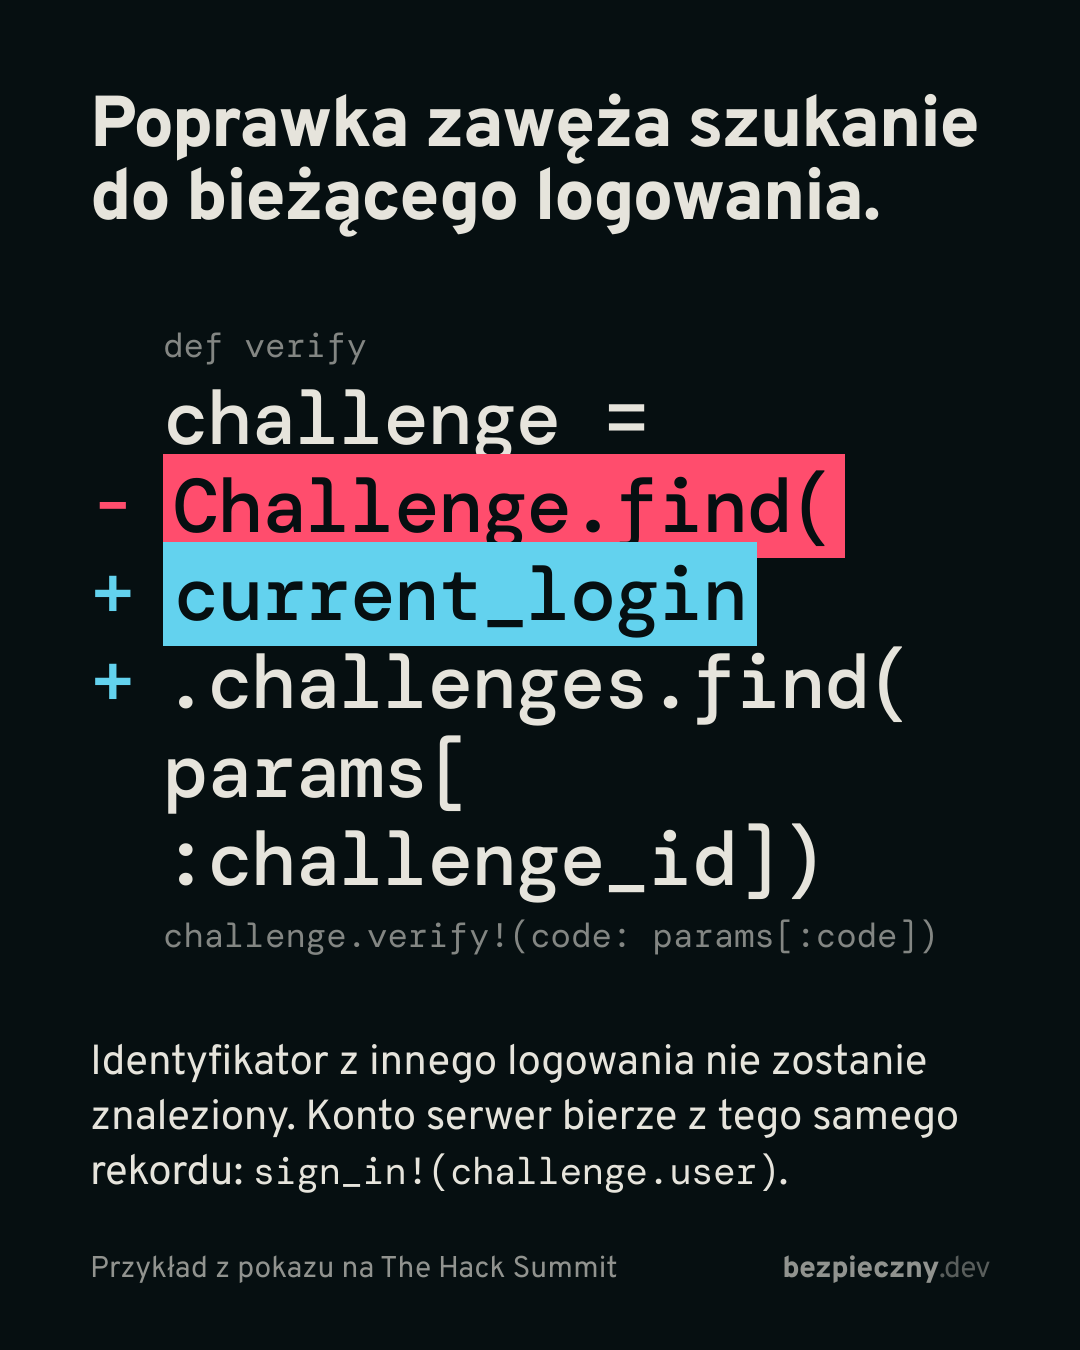 Poprawka zawęża szukanie
do bieżącego logowania.
def verify
challenge =
- Challenge.find(
+ current_login
+ .challenges.find(
params[
:challenge_id])
challenge.verify!(code: params[:code])
Identyfikator z innego logowania nie zostanie
znaleziony. Konto serwer bierze z tego samego
rekordu: sign_in!(challenge.user).
Przykład z pokazu na The Hack Summit
bezpieczny.dev